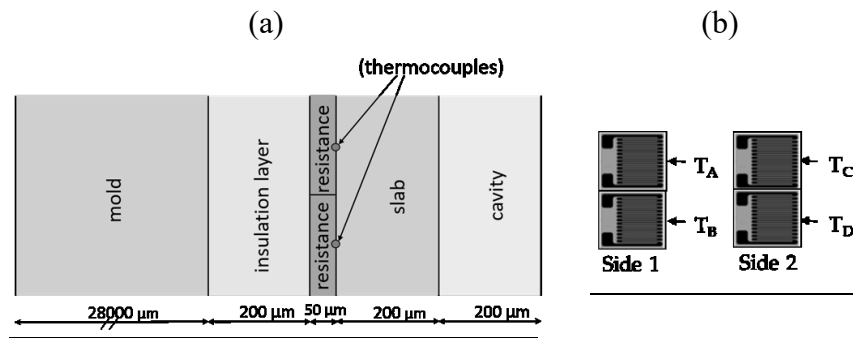 (a)
(b)
(thermocouples)
mold
insulation layer
resistance
resistance
slab
cavity
28000 μm
200 μm
50 μm
200 μm
200 μm
T_A
T_C
T_B
T_D
Side 1
Side 2